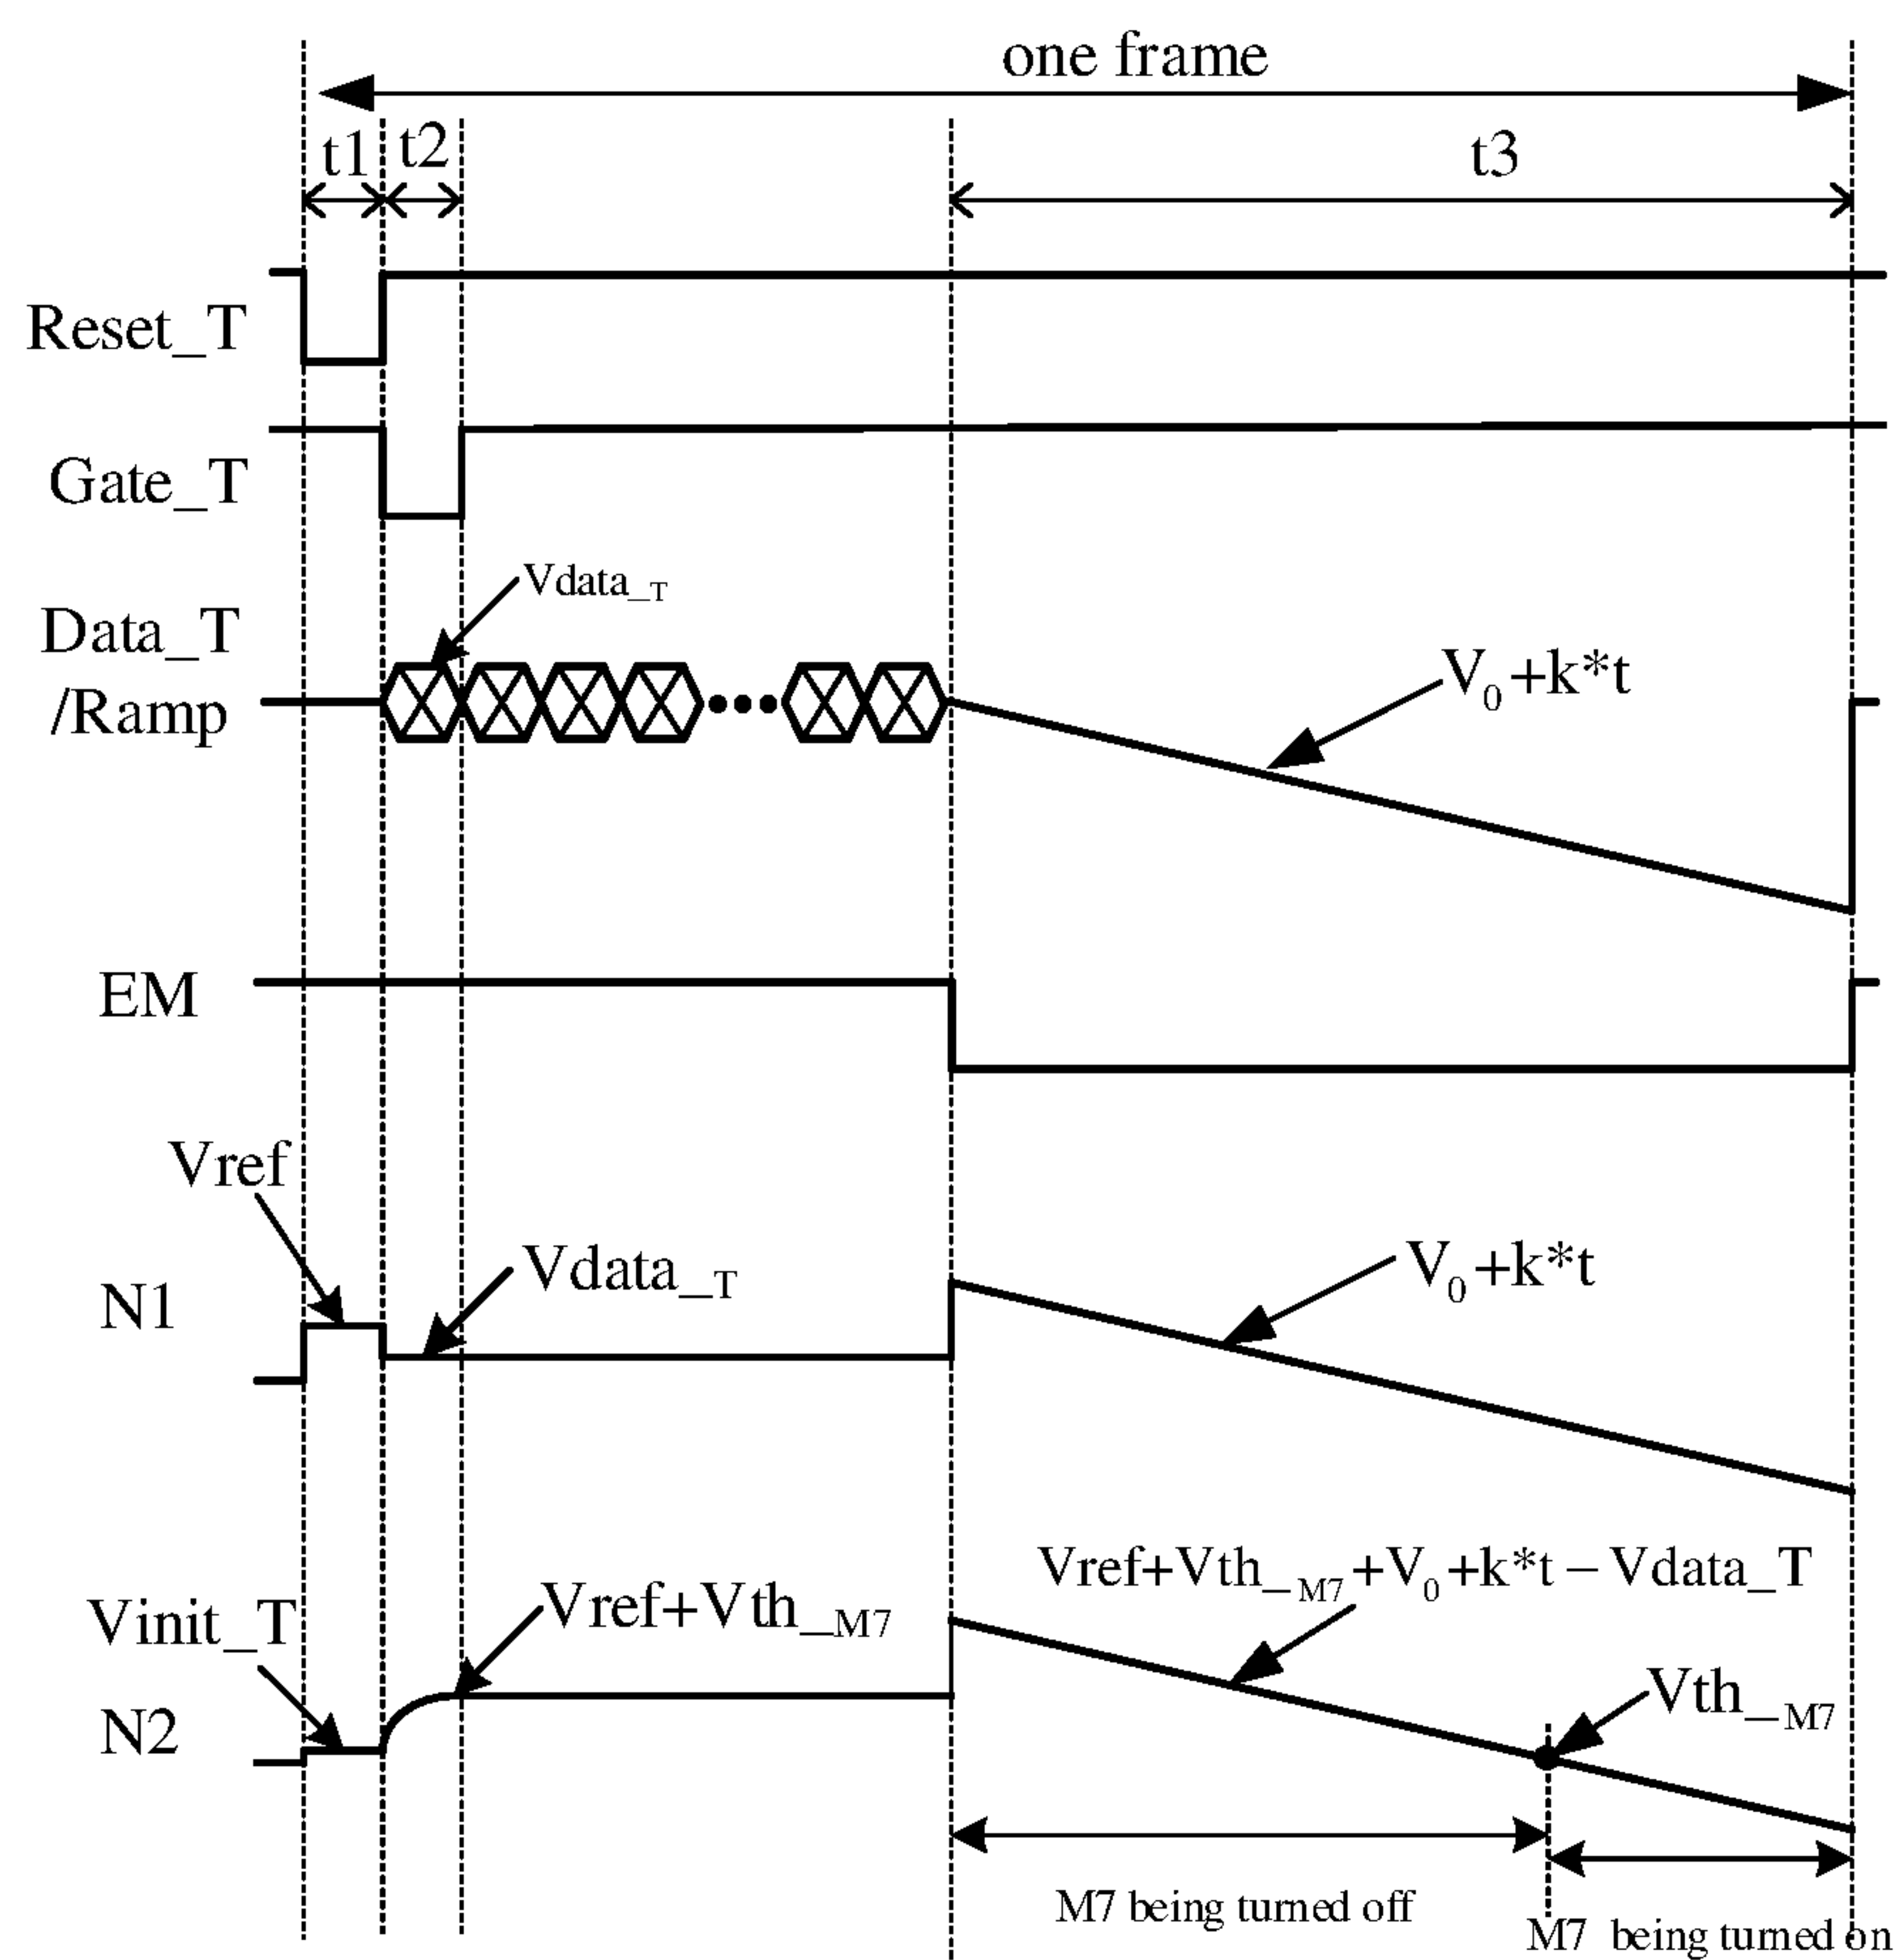 one frame
t1 t2 t3
Reset_T
Gate_T
Vdata_T
Data_T
/Ramp
V0+k*t
EM
Vref
Vdata_T
V0+k*t
N1
Vref+Vth_M7+V0+k*t－Vdata_T
Vinit_T
Vref+Vth_M7
Vth_M7
N2
M7 being turned off
M7 being turned on